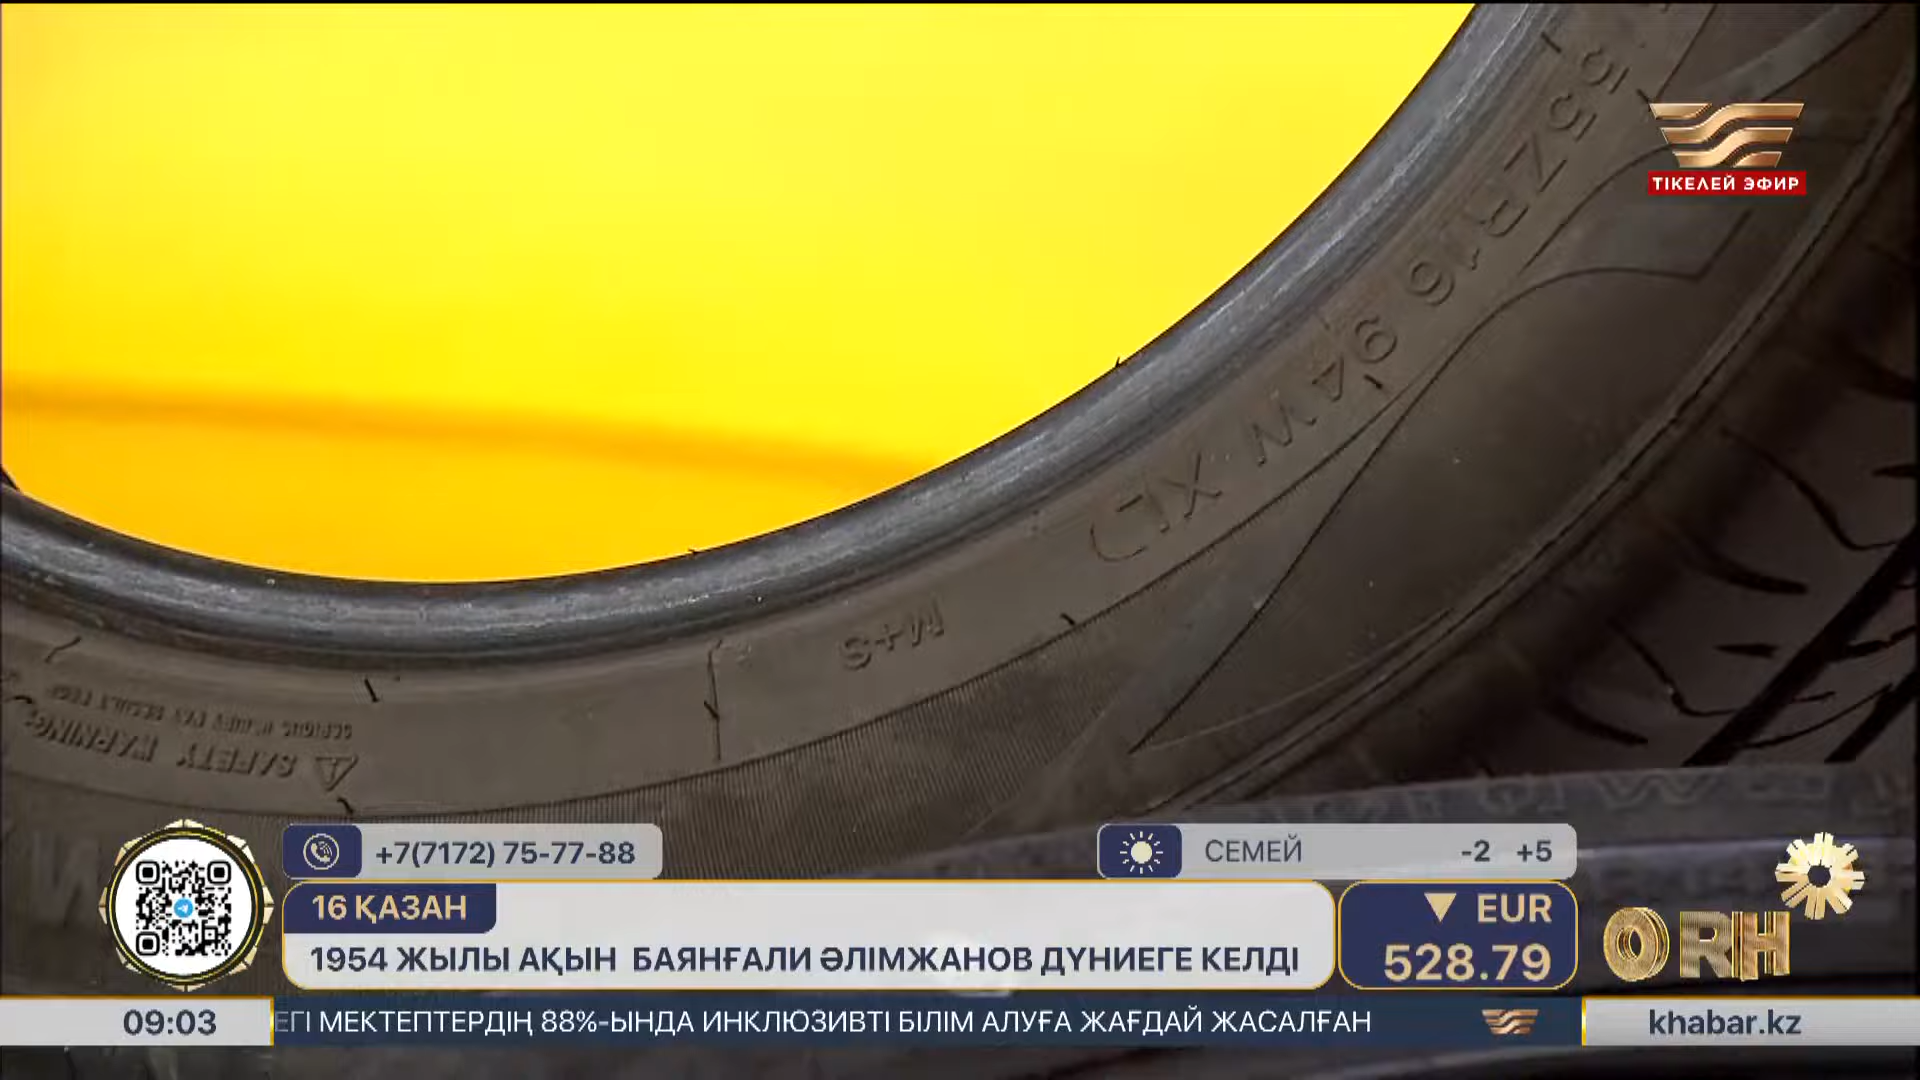 55ZR16 94W XL)
ТІКЕЛЕЙ ЭФИР
M+S
SAFETY WARNING
+7(7172) 75-77-88
СЕМЕЙ -2 +5
16 ҚАЗАН
1954 ЖЫЛЫ АҚЫН БАЯНҒАЛИ ӘЛІМЖАНОВ ДҮНИЕГЕ КЕЛДІ
EUR
528.79
ORH
09:03
ЕГІ МЕКТЕПТЕРДІҢ 88%-ЫНДА ИНКЛЮЗИВТІ БІЛІМ АЛУҒА ЖАҒДАЙ ЖАСАЛҒАН
khabar.kz